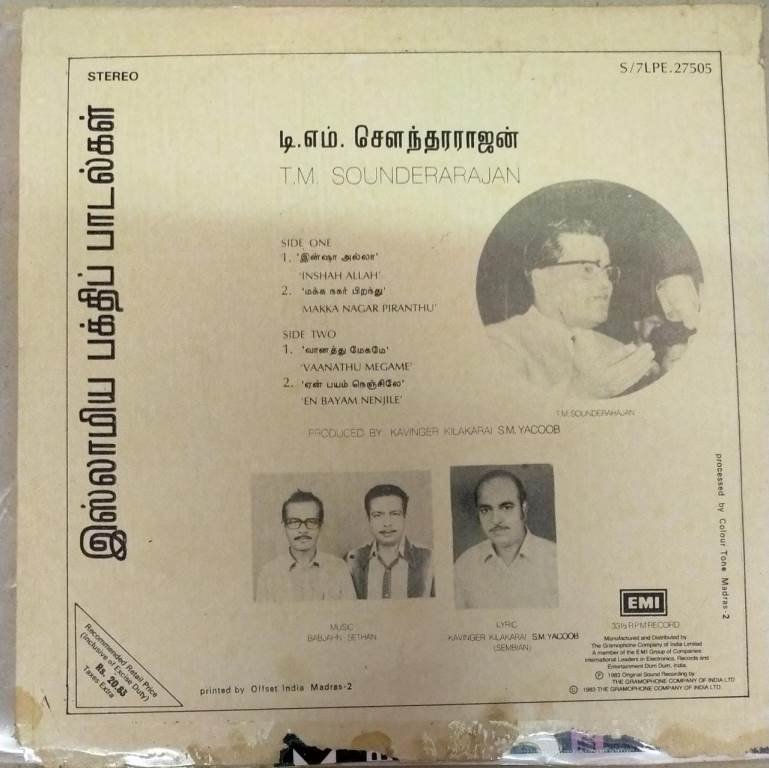 STEREO
S/7LPE.27505
இஸ்லாமிய பக்திப் பாடல்கள்
டி.எம். சௌந்தரராஜன்
T.M. SOUNDERARAJAN
SIDE ONE
1. 'இன்ஷா அல்லா'
'INSHAH ALLAH'
2. 'மக்க நகர் பிறந்து'
MAKKA NAGAR PIRANTHU'
SIDE TWO
1. 'வானத்து மேகமே'
'VAANATHU MEGAME'
2. 'ஏன் பயம் நெஞ்சிலே'
'EN BAYAM NENJILE'
T.M. SOUNDERARAJAN
PRODUCED BY: KAVINGER KILAKARAI S.M. YACOOB
MUSIC
BABJAHN SETHAN
LYRIC
KAVINGER KILAKARAI S.M. YACOOB
(SEMBIAN)
processed by Colour Tone Madras-2
EMI
33⅓ R.P.M RECORD
Manufactured and Distributed by
The Gramophone Company of India Limited
A member of the EMI Group of Companies
International Leaders in Electronics, Records and
Entertainment Dum Dum, India.
Ⓟ 1983 Original Sound Recording by
THE GRAMOPHONE COMPANY OF INDIA LTD
© 1983 THE GRAMOPHONE COMPANY OF INDIA LTD
Recommended Retail Price
(Inclusive of Excise Duty)
Rs. 20.83
Taxes Extra
printed by Offset India Madras-2